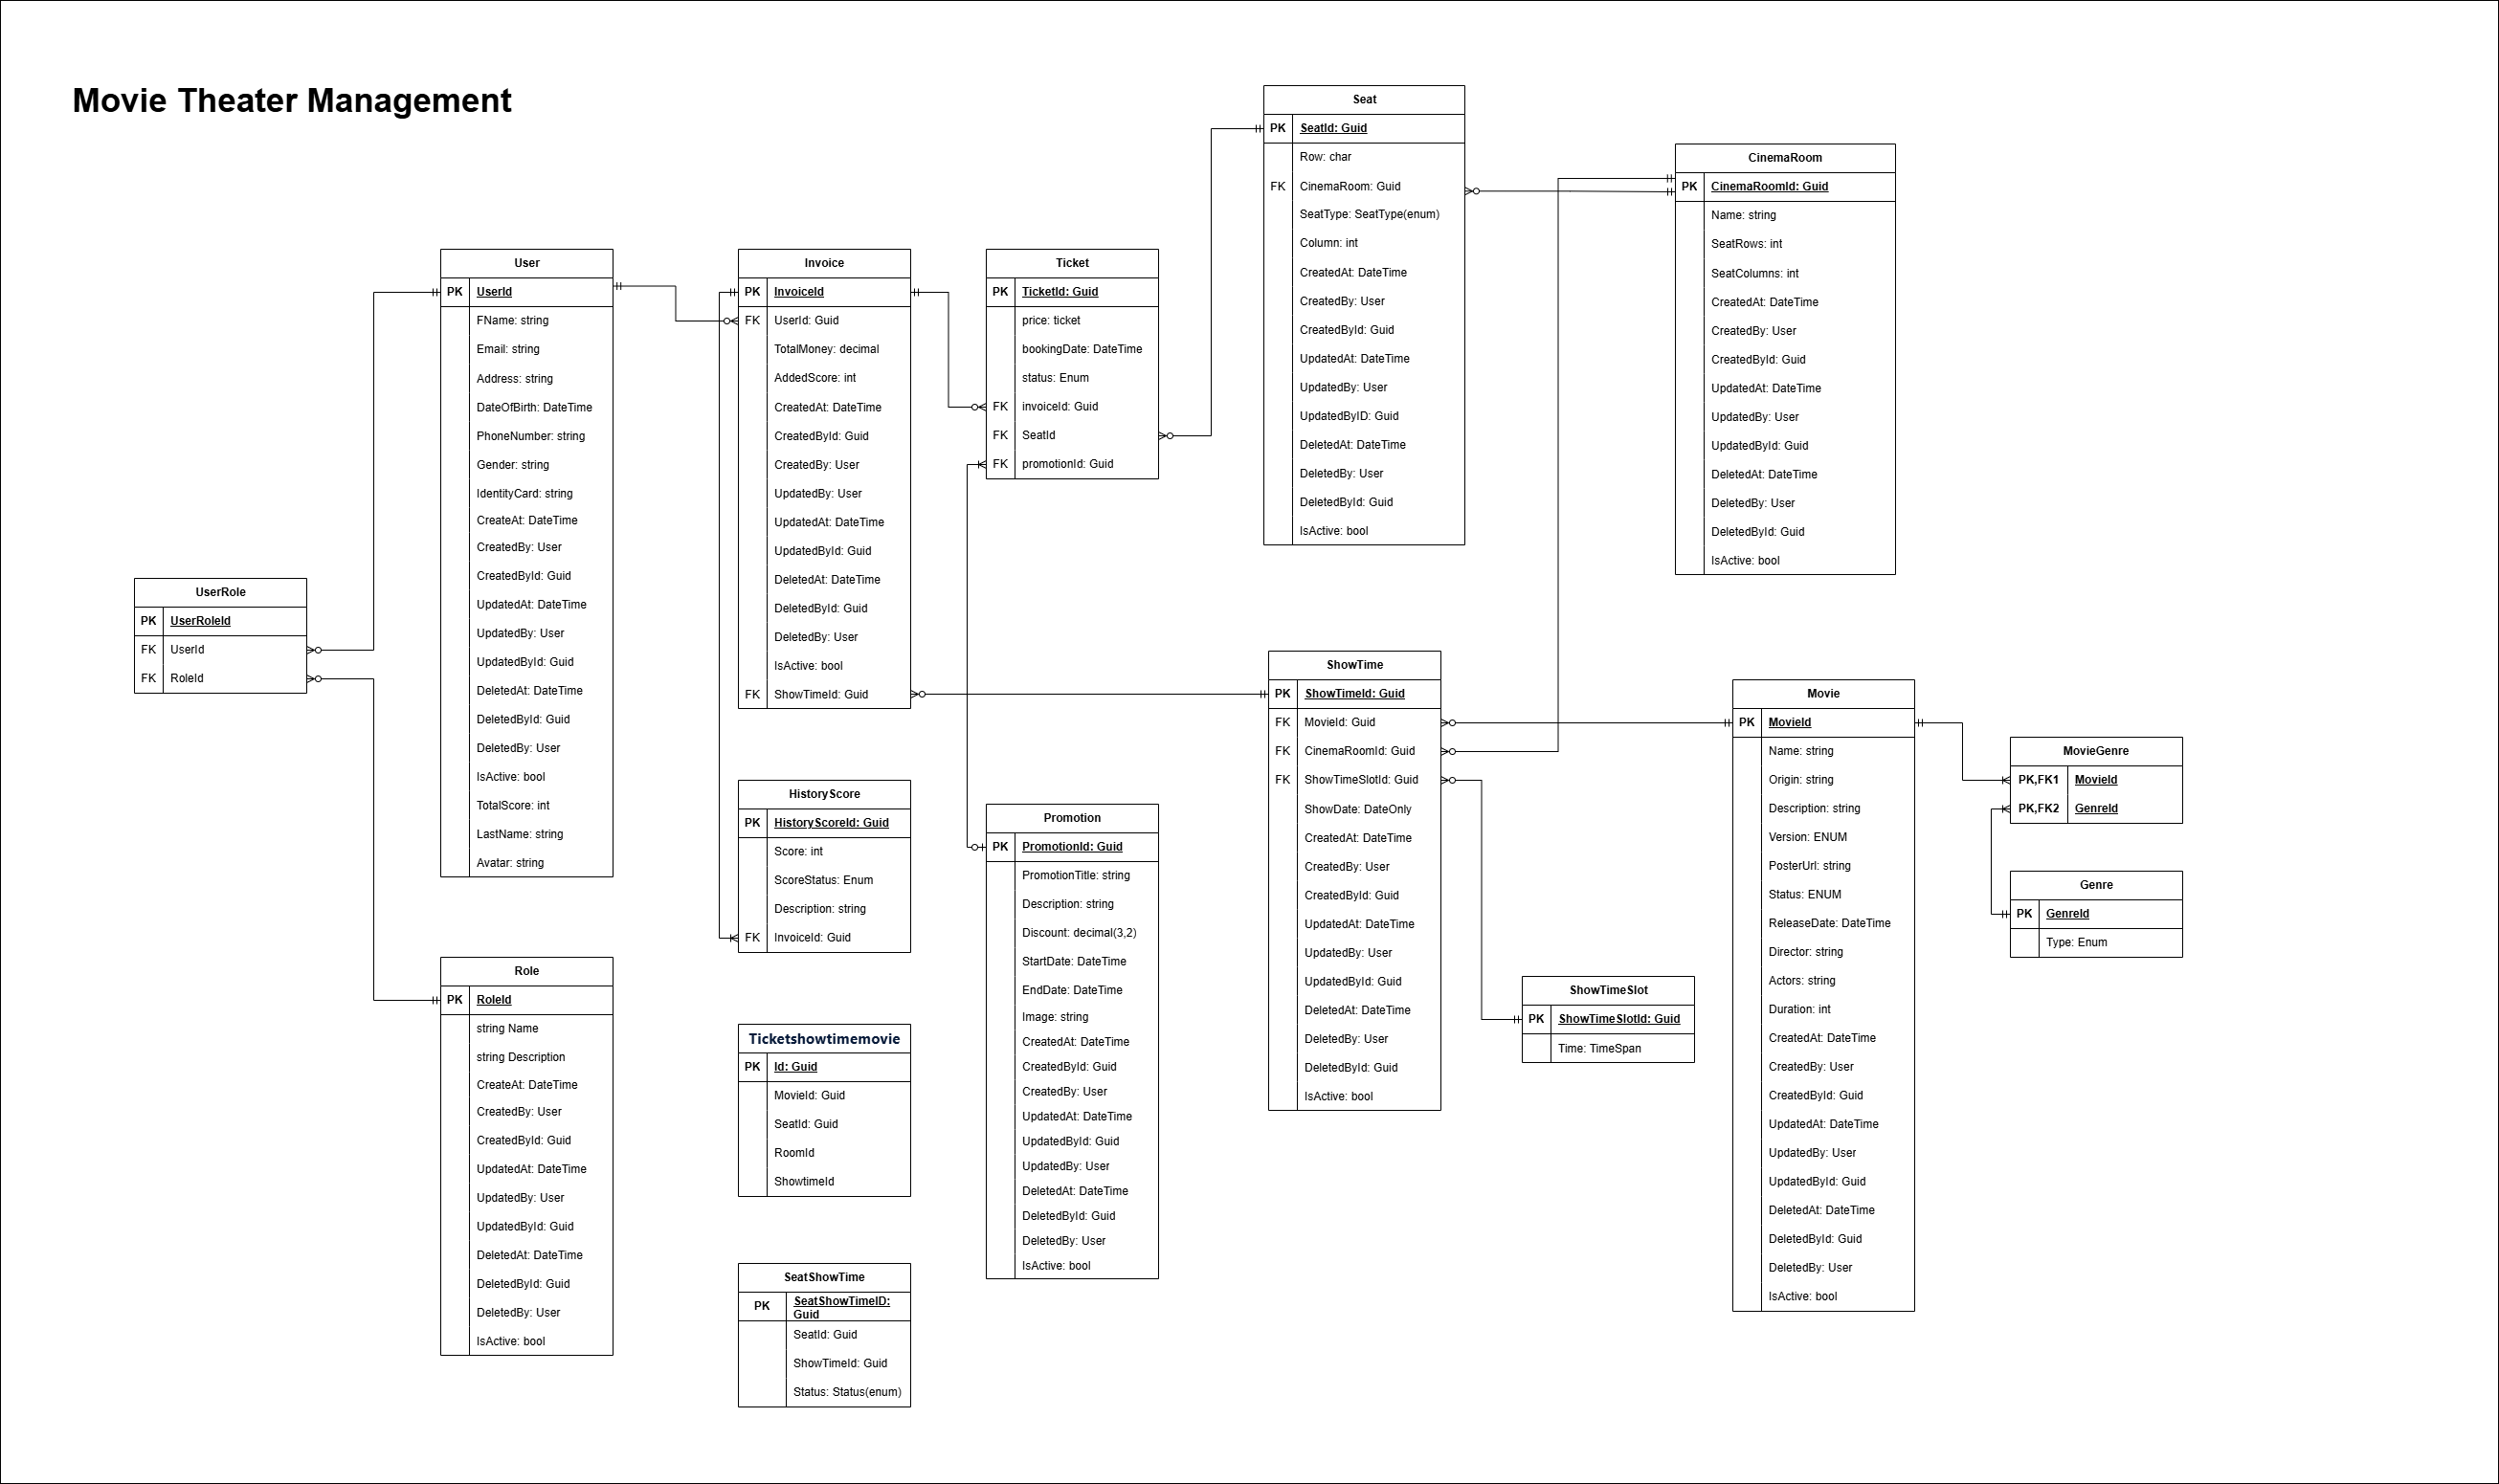 Movie Theater Management
Seat
PK SeatId: Guid
Row: char
FK CinemaRoom: Guid
SeatType: SeatType(enum)
Column: int
CreatedAt: DateTime
CreatedBy: User
CreatedById: Guid
UpdatedAt: DateTime
UpdatedBy: User
UpdatedByID: Guid
DeletedAt: DateTime
DeletedBy: User
DeletedById: Guid
IsActive: bool
CinemaRoom
PK CinemaRoomId: Guid
Name: string
SeatRows: int
SeatColumns: int
CreatedAt: DateTime
CreatedBy: User
CreatedById: Guid
UpdatedAt: DateTime
UpdatedBy: User
UpdatedById: Guid
DeletedAt: DateTime
DeletedBy: User
DeletedById: Guid
IsActive: bool
User
PK UserId
FName: string
Email: string
Address: string
DateOfBirth: DateTime
PhoneNumber: string
Gender: string
IdentityCard: string
CreateAt: DateTime
CreatedBy: User
CreatedById: Guid
UpdatedAt: DateTime
UpdatedBy: User
UpdatedById: Guid
DeletedAt: DateTime
DeletedById: Guid
DeletedBy: User
IsActive: bool
TotalScore: int
LastName: string
Avatar: string
Invoice
PK InvoiceId
FK UserId: Guid
TotalMoney: decimal
AddedScore: int
CreatedAt: DateTime
CreatedById: Guid
CreatedBy: User
UpdatedBy: User
UpdatedAt: DateTime
UpdatedById: Guid
DeletedAt: DateTime
DeletedById: Guid
DeletedBy: User
IsActive: bool
FK ShowTimeId: Guid
Ticket
PK TicketId: Guid
price: ticket
bookingDate: DateTime
status: Enum
FK invoiceId: Guid
FK SeatId
FK promotionId: Guid
UserRole
PK UserRoleId
FK UserId
FK RoleId
ShowTime
PK ShowTimeId: Guid
FK MovieId: Guid
FK CinemaRoomId: Guid
FK ShowTimeSlotId: Guid
ShowDate: DateOnly
CreatedAt: DateTime
CreatedBy: User
CreatedById: Guid
UpdatedAt: DateTime
UpdatedBy: User
UpdatedById: Guid
DeletedAt: DateTime
DeletedBy: User
DeletedById: Guid
IsActive: bool
Movie
PK MovieId
Name: string
Origin: string
Description: string
Version: ENUM
PosterUrl: string
Status: ENUM
ReleaseDate: DateTime
Director: string
Actors: string
Duration: int
CreatedAt: DateTime
CreatedBy: User
CreatedById: Guid
UpdatedAt: DateTime
UpdatedBy: User
UpdatedById: Guid
DeletedAt: DateTime
DeletedById: Guid
DeletedBy: User
IsActive: bool
MovieGenre
PK,FK1 MovieId
PK,FK2 GenreId
Genre
PK GenreId
Type: Enum
HistoryScore
PK HistoryScoreId: Guid
Score: int
ScoreStatus: Enum
Description: string
FK InvoiceId: Guid
Promotion
PK PromotionId: Guid
PromotionTitle: string
Description: string
Discount: decimal(3,2)
StartDate: DateTime
EndDate: DateTime
Image: string
CreatedAt: DateTime
CreatedById: Guid
CreatedBy: User
UpdatedAt: DateTime
UpdatedById: Guid
UpdatedBy: User
DeletedAt: DateTime
DeletedById: Guid
DeletedBy: User
IsActive: bool
Role
PK RoleId
string Name
string Description
CreateAt: DateTime
CreatedBy: User
CreatedById: Guid
UpdatedAt: DateTime
UpdatedBy: User
UpdatedById: Guid
DeletedAt: DateTime
DeletedById: Guid
DeletedBy: User
IsActive: bool
ShowTimeSlot
PK ShowTimeSlotId: Guid
Time: TimeSpan
Ticketshowtimemovie
PK Id: Guid
MovieId: Guid
SeatId: Guid
RoomId
ShowtimeId
SeatShowTime
PK SeatShowTimeID:
Guid
SeatId: Guid
ShowTimeId: Guid
Status: Status(enum)